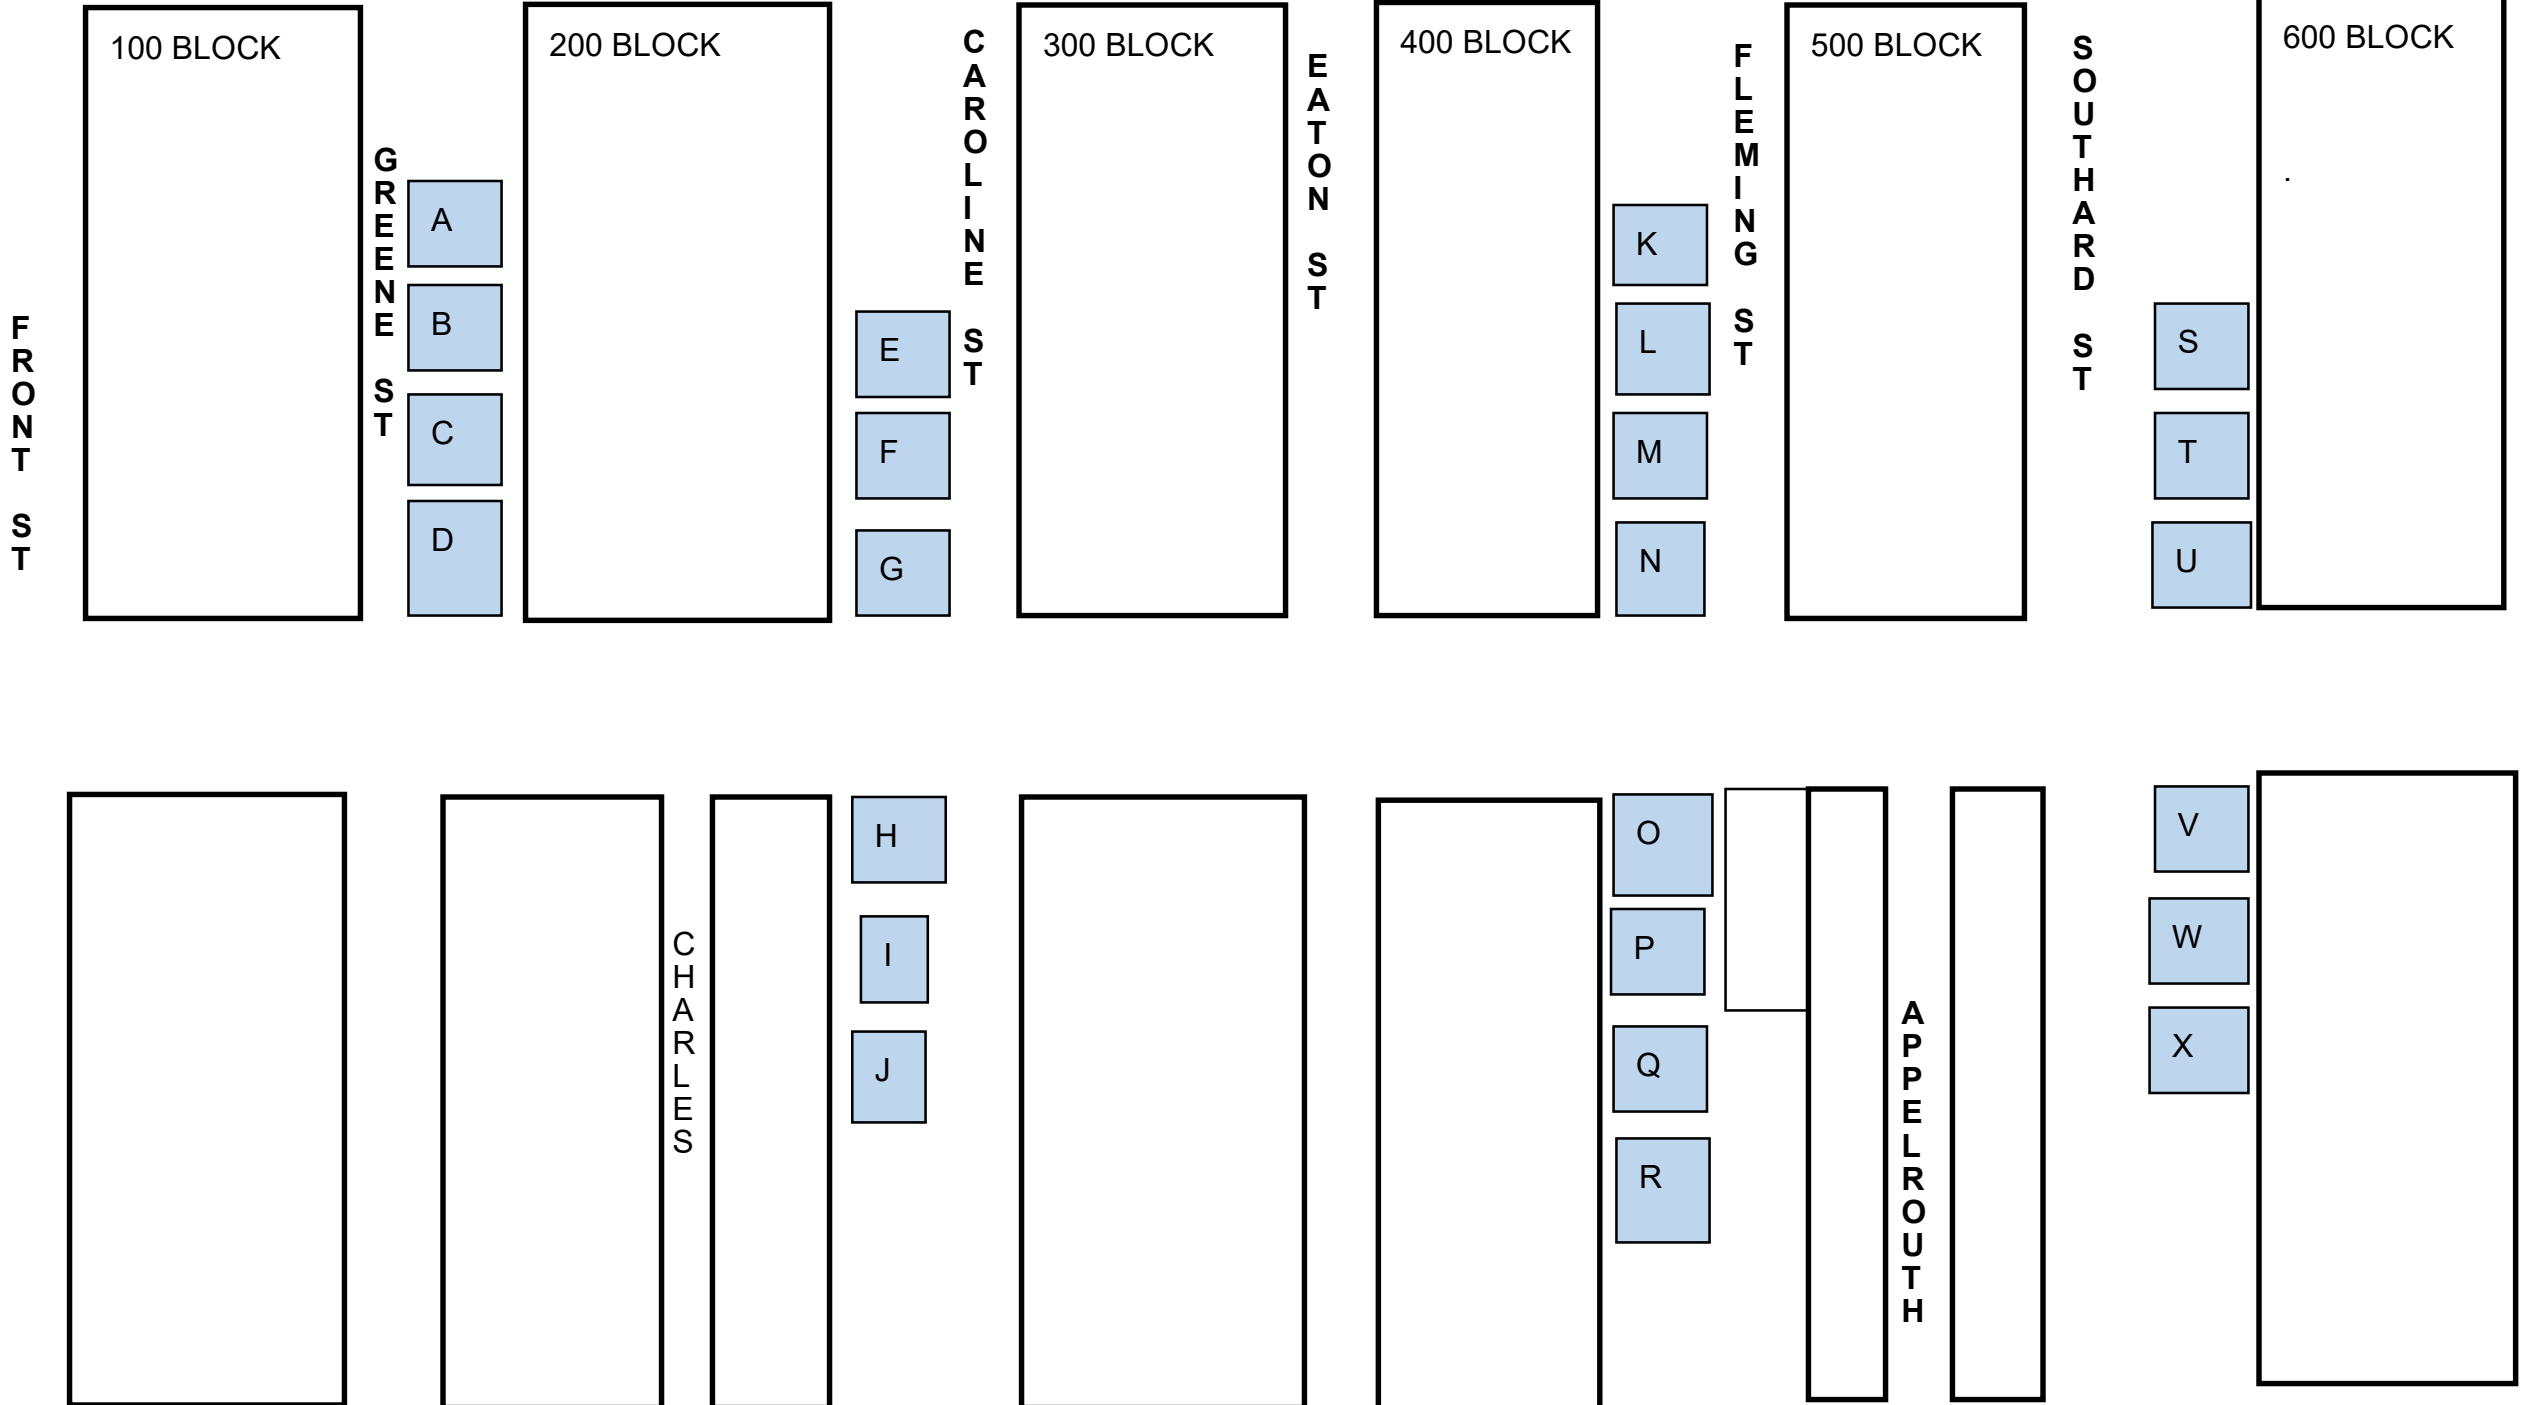 100 BLOCK
200 BLOCK
300 BLOCK
400 BLOCK
500 BLOCK
600 BLOCK
FRONT ST
GREENE ST
CAROLINE ST
EATON ST
FLEMING ST
SOUTHARD ST
A
B
C
D
E
F
G
K
L
M
N
S
T
U
.
CHARLES
H
I
J
O
P
Q
R
APPELROUTH
V
W
X